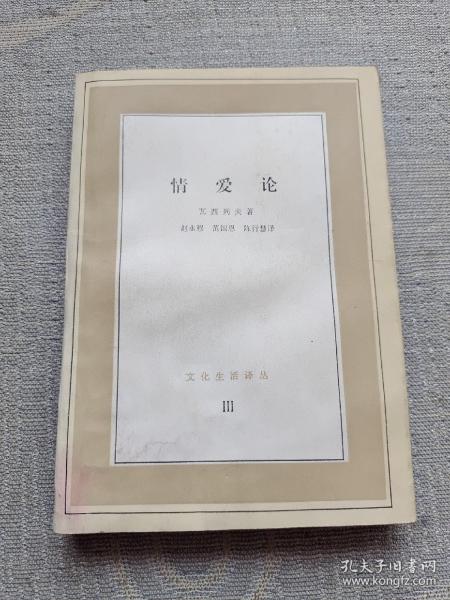 情 爱 论
瓦西列夫著
赵永穆 范国恩 陈行慧译
文化生活译丛
III
孔夫子旧书网
www.kongfz.com